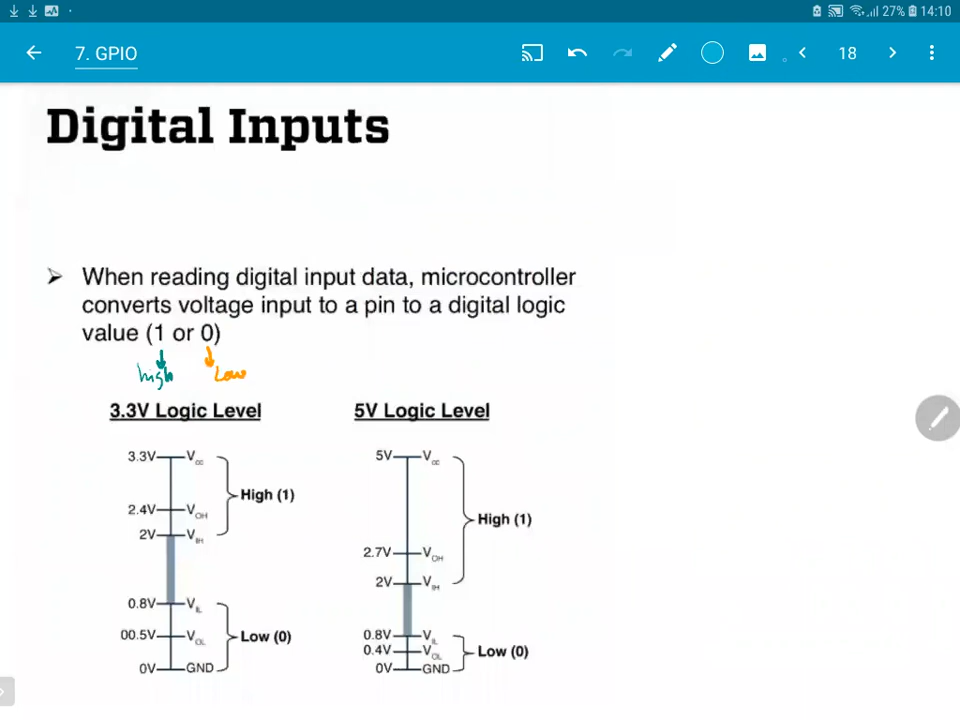 27% 14:10
7. GPIO
18
Digital Inputs
When reading digital input data, microcontroller
converts voltage input to a pin to a digital logic
value (1 or 0)
high Low
3.3V Logic Level
3.3V VCC
High (1)
2.4V VOH
2V VIH
0.8V VIL
00.5V VOL Low (0)
0V GND
5V Logic Level
5V VCC
High (1)
2.7V VOH
2V VIH
0.8V VIL
0.4V VOL Low (0)
0V GND